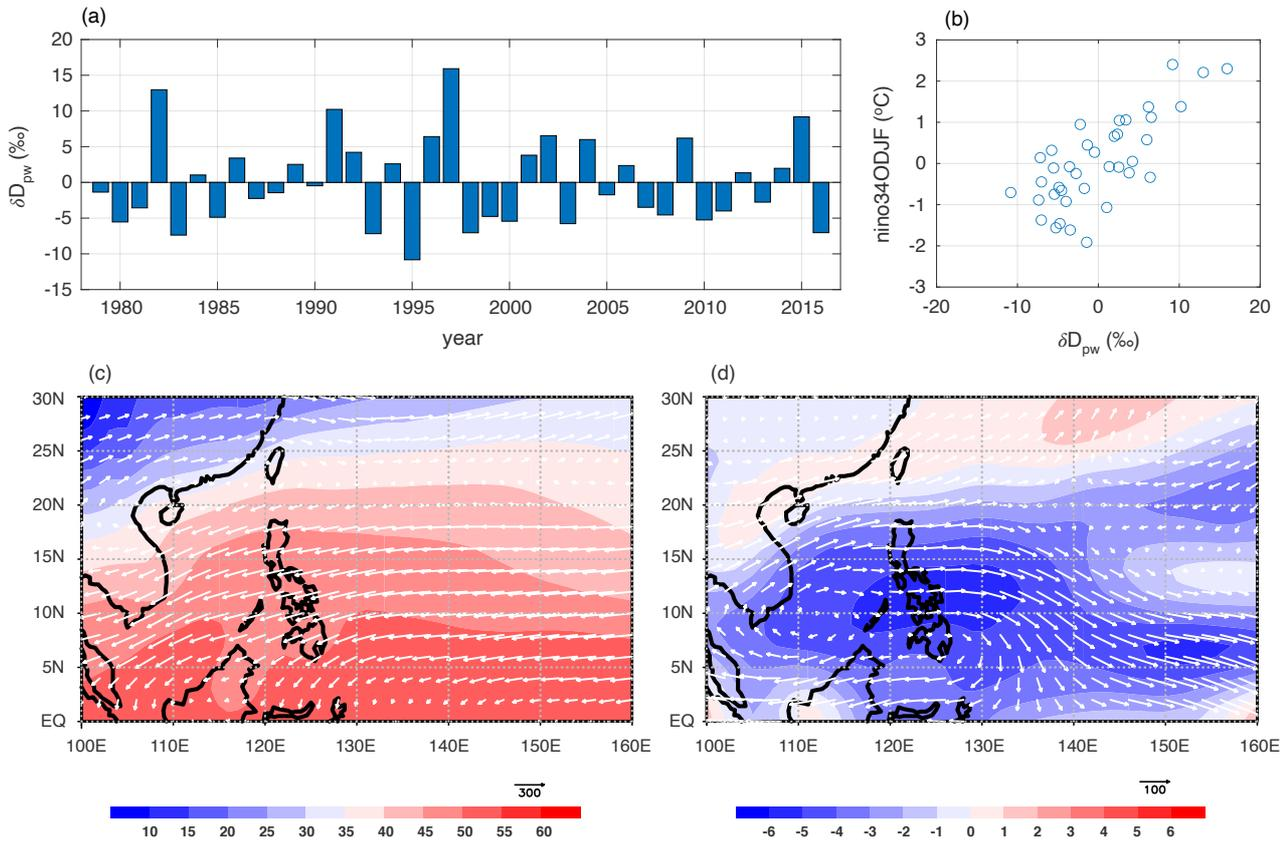 (a)
20
15
10
5
0
-5
-10
-15
δD_pw (‰)
1980 1985 1990 1995 2000 2005 2010 2015
year
(b)
3
2
1
0
-1
-2
-3
nino34ODJF (°C)
-20 -10 0 10 20
δD_pw (‰)
(c)
30N
25N
20N
15N
10N
5N
EQ
100E 110E 120E 130E 140E 150E 160E
300
10 15 20 25 30 35 40 45 50 55 60
(d)
30N
25N
20N
15N
10N
5N
EQ
100E 110E 120E 130E 140E 150E 160E
100
-6 -5 -4 -3 -2 -1 0 1 2 3 4 5 6